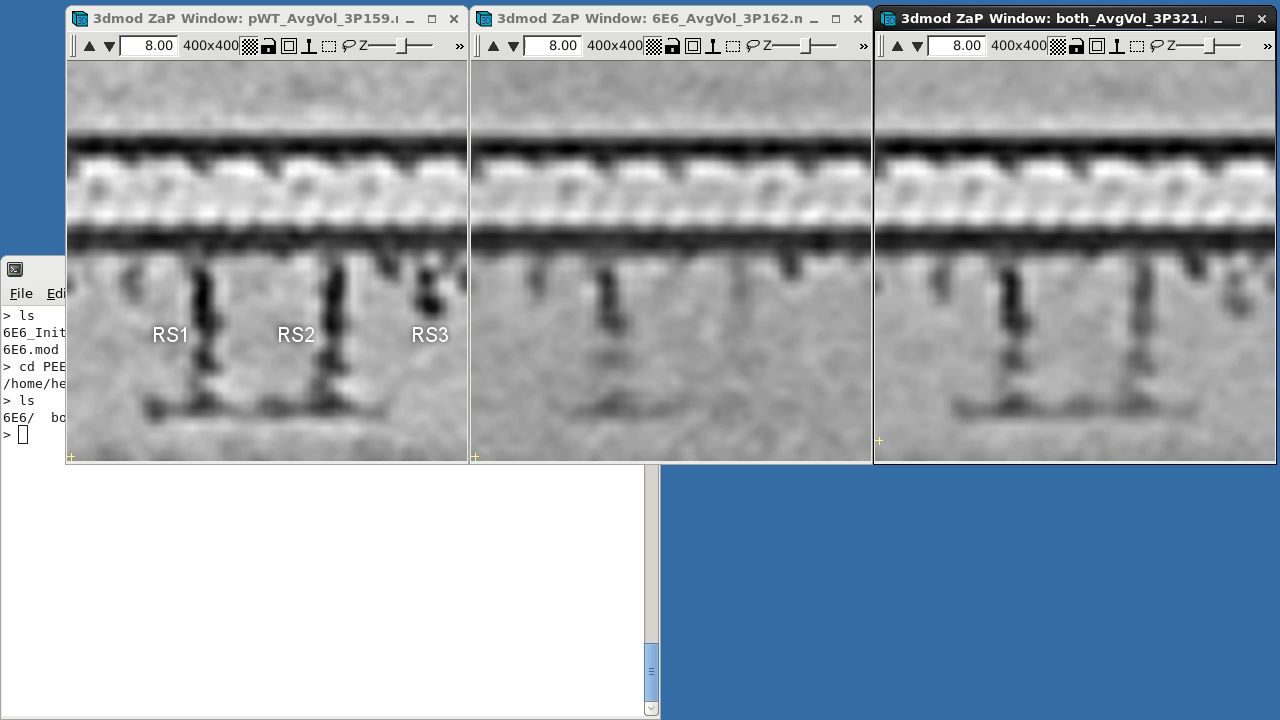 3dmod ZaP Window: pWT_AvgVol_3P159.
3dmod ZaP Window: 6E6_AvgVol_3P162.n
3dmod ZaP Window: both_AvgVol_3P321.
8.00 400x400 Z »
8.00 400x400 Z »
8.00 400x400 Z »
File Edi
> ls
6E6_Init
6E6.mod
> cd PEE
/home/he
> ls
6E6/ bo
>
RS1 RS2 RS3